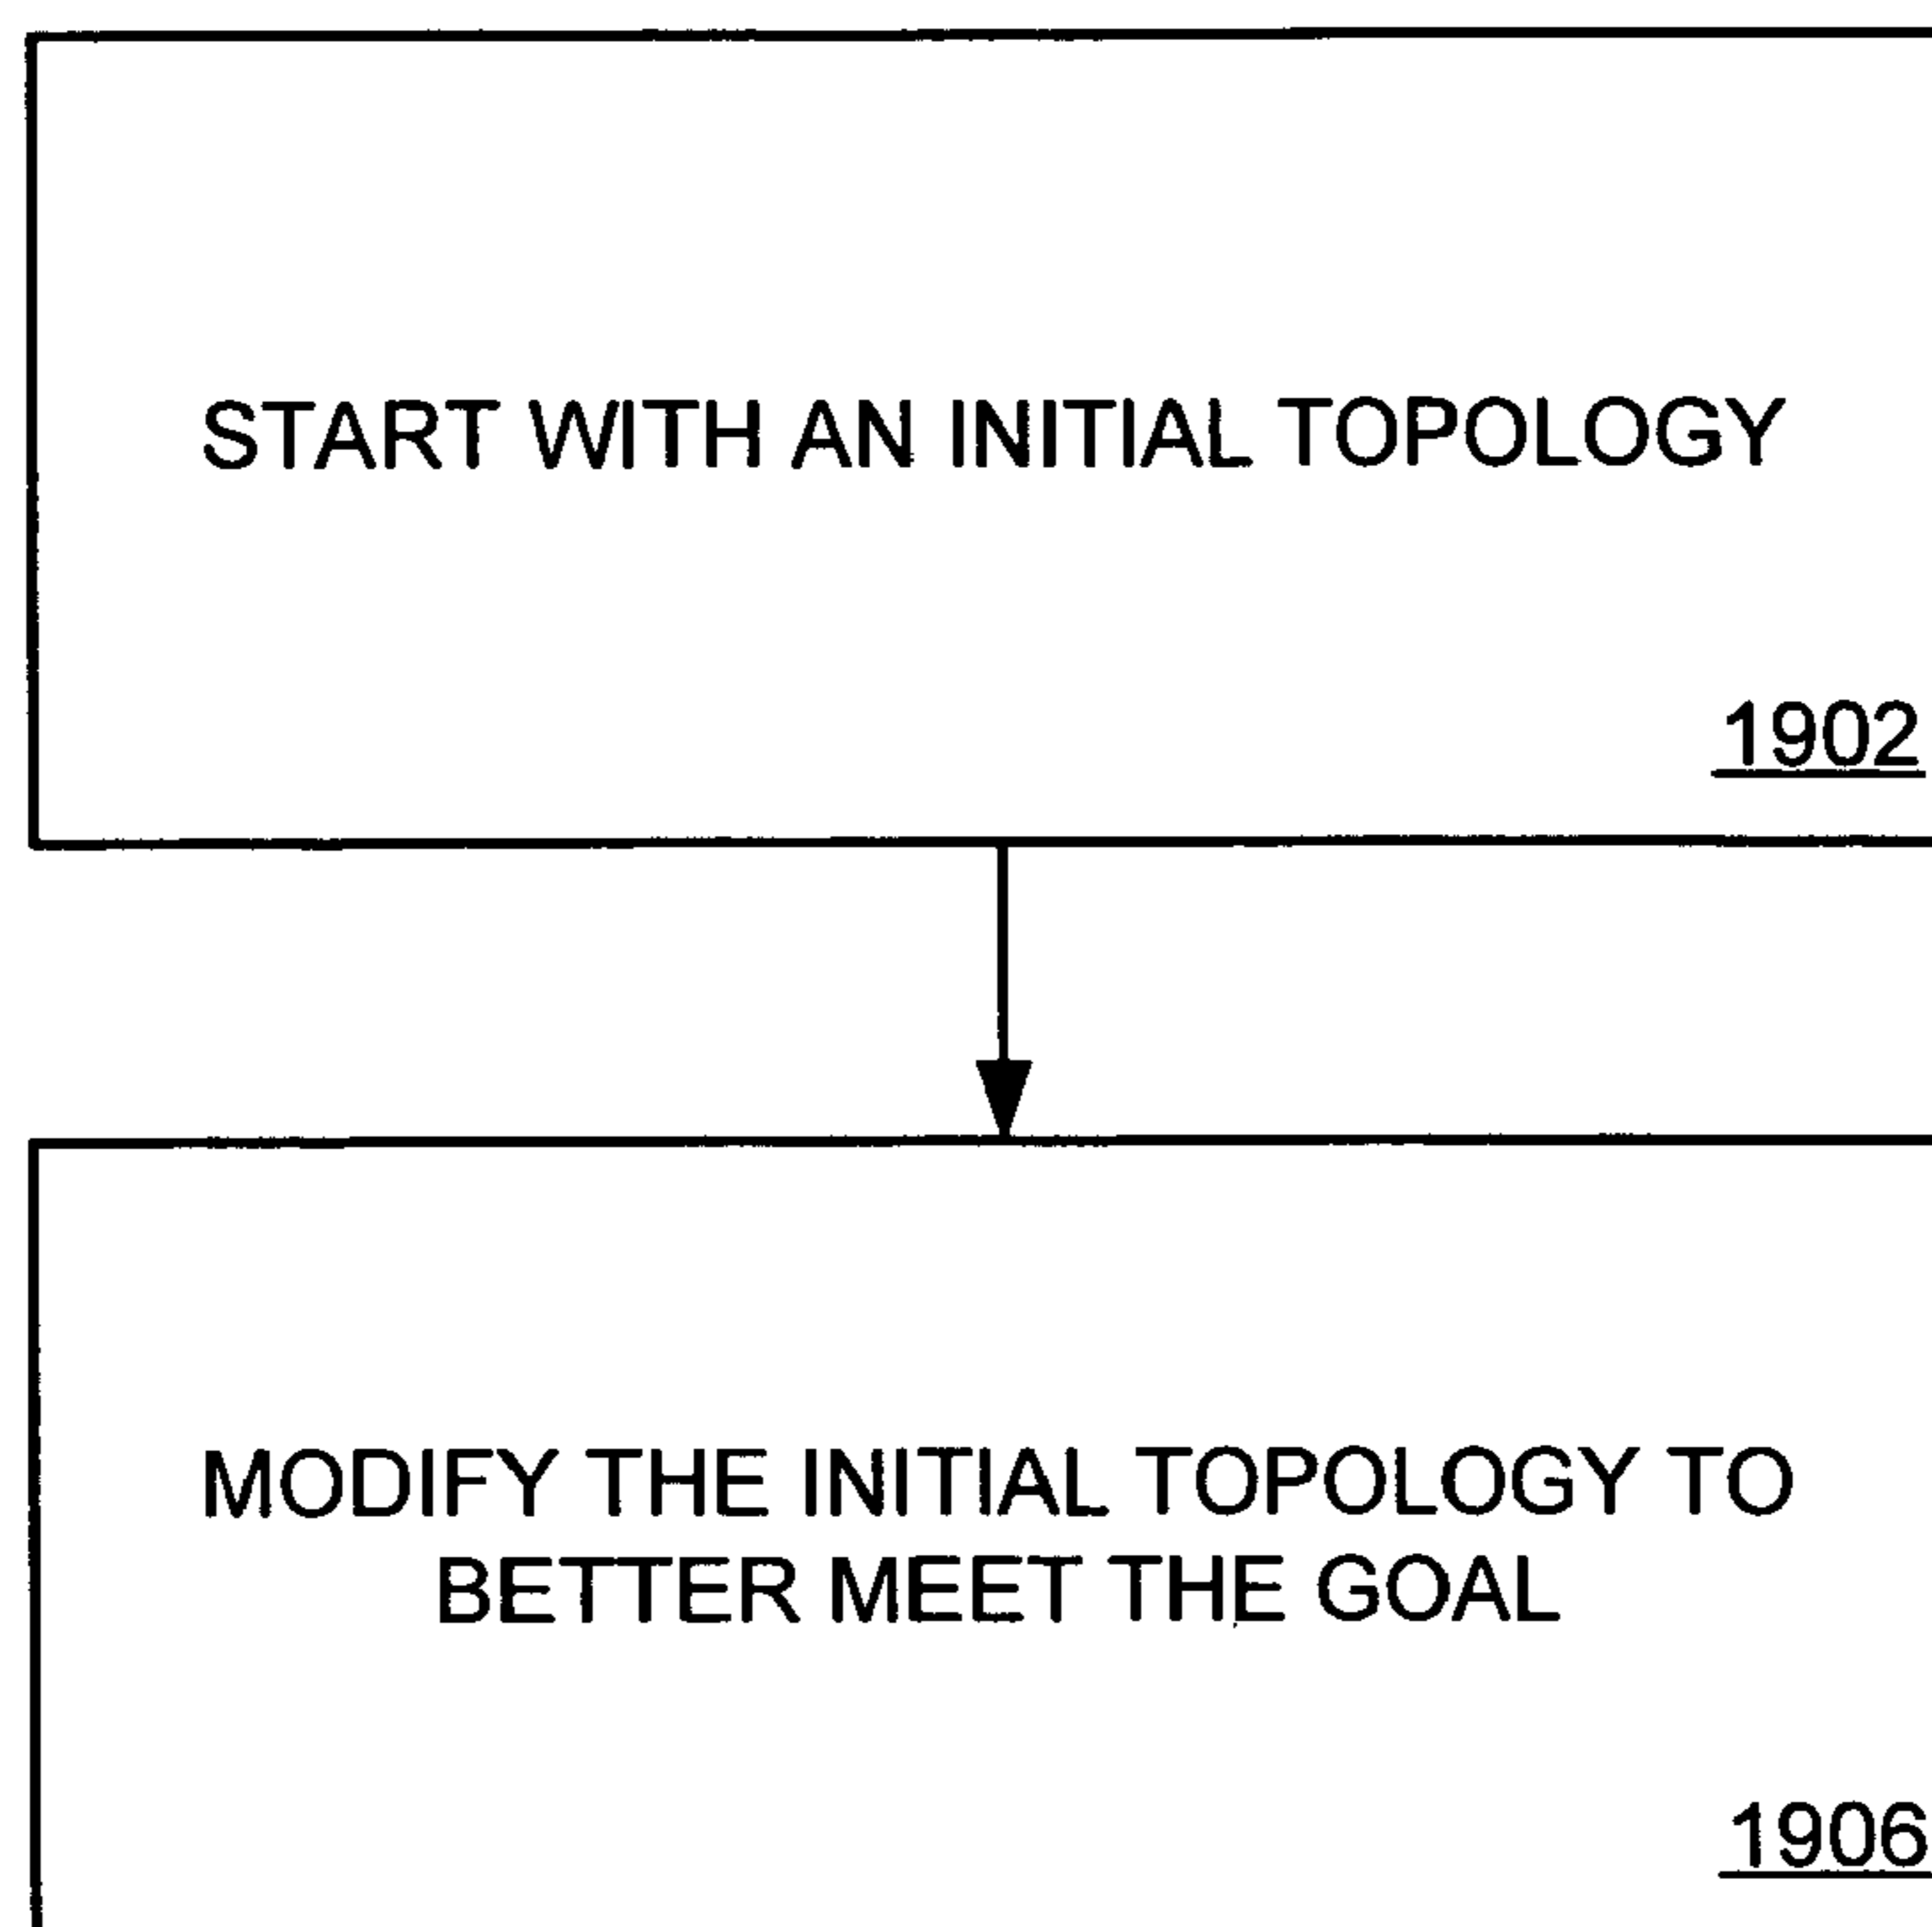 START WITH AN INITIAL TOPOLOGY
1902
MODIFY THE INITIAL TOPOLOGY TO
BETTER MEET THE GOAL
1906